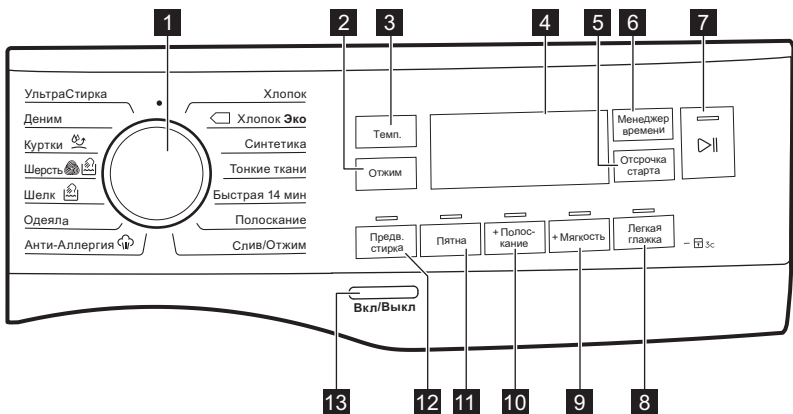 1
2
3
4
5
6
7
УльтраСтирка
Деним
Куртки
Шерсть
Шелк
Одеяла
Анти-Аллергия
Хлопок
Хлопок Эко
Синтетика
Тонкие ткани
Быстрая 14 мин
Полоскание
Слив/Отжим
Темп.
Отжим
Менеджер
времени
Отсрочка
старта
Предв.
стирка
Пятна
+Полос-
кание
+Мягкость
Легкая
глажка
3с
Вкл/Выкл
13
12
11
10
9
8